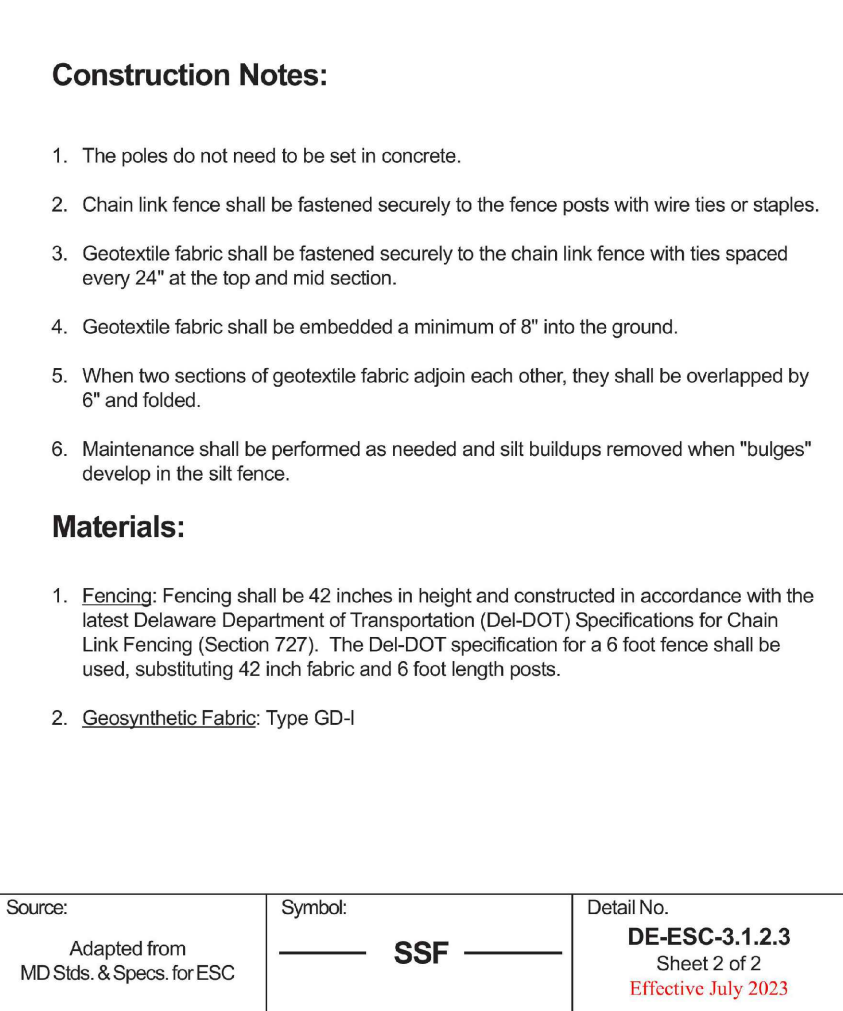 Construction Notes:
1. The poles do not need to be set in concrete.
2. Chain link fence shall be fastened securely to the fence posts with wire ties or staples.
3. Geotextile fabric shall be fastened securely to the chain link fence with ties spaced
every 24" at the top and mid section.
4. Geotextile fabric shall be embedded a minimum of 8" into the ground.
5. When two sections of geotextile fabric adjoin each other, they shall be overlapped by
6" and folded.
6. Maintenance shall be performed as needed and silt buildups removed when "bulges"
develop in the silt fence.
Materials:
1. Fencing: Fencing shall be 42 inches in height and constructed in accordance with the
latest Delaware Department of Transportation (Del-DOT) Specifications for Chain
Link Fencing (Section 727). The Del-DOT specification for a 6 foot fence shall be
used, substituting 42 inch fabric and 6 foot length posts.
2. Geosynthetic Fabric: Type GD-I
Source:
Adapted from
MD Stds. & Specs. for ESC
Symbol:
SSF
Detail No.
DE-ESC-3.1.2.3
Sheet 2 of 2
Effective July 2023